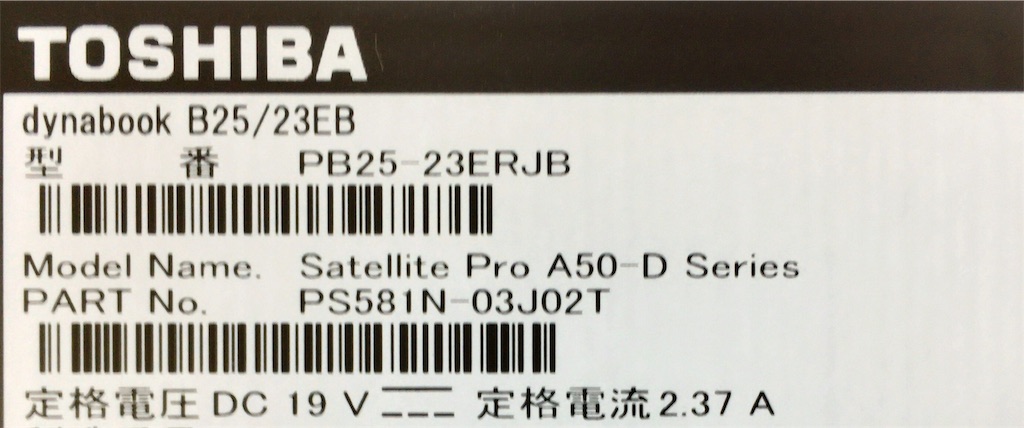 TOSHIBA
dynabook B25/23EB
型 番 PB25-23ERJB
Model Name. Satellite Pro A50-D Series
PART No. PS581N-03J02T
定格電圧 DC 19 V ⎓ 定格電流 2.37 A